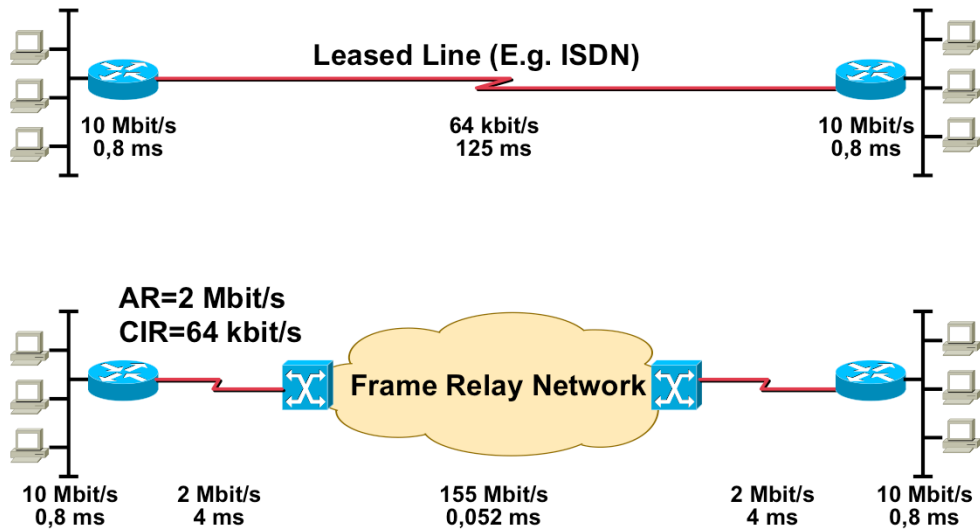 Leased Line (E.g. ISDN)
10 Mbit/s
0,8 ms
64 kbit/s
125 ms
10 Mbit/s
0,8 ms
AR=2 Mbit/s
CIR=64 kbit/s
Frame Relay Network
10 Mbit/s
0,8 ms
2 Mbit/s
4 ms
155 Mbit/s
0,052 ms
2 Mbit/s
4 ms
10 Mbit/s
0,8 ms